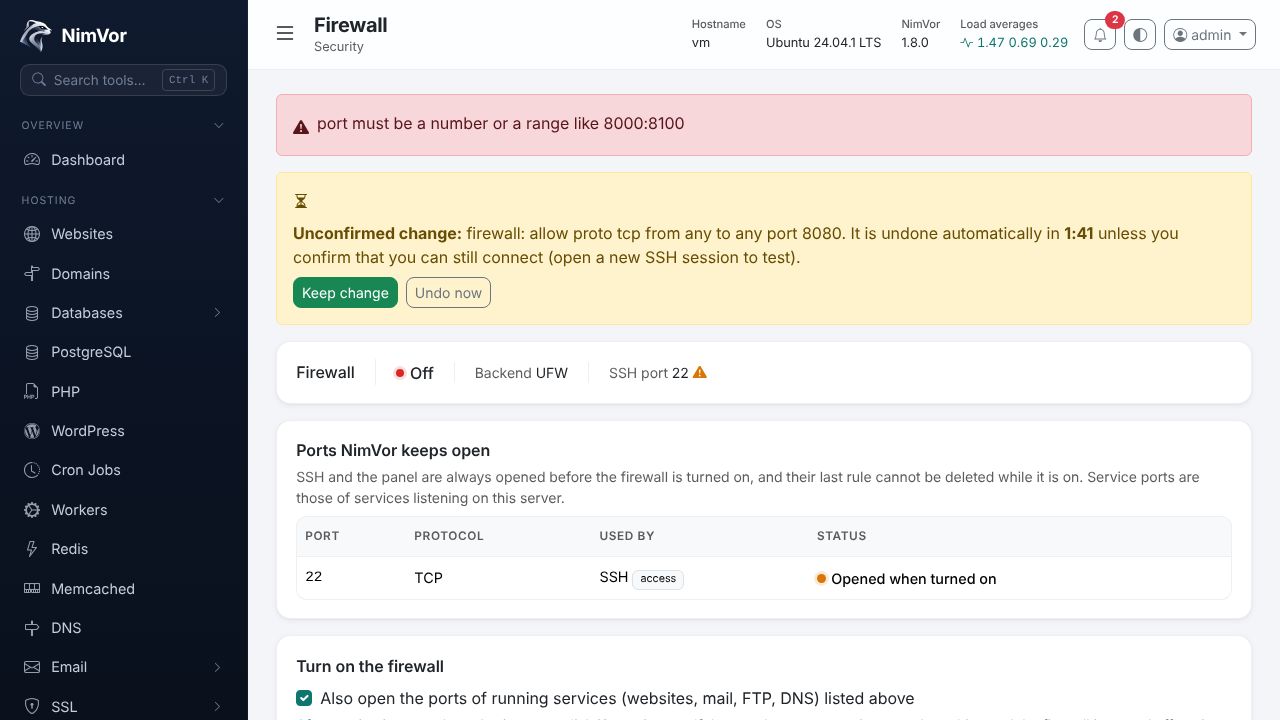 NimVor
Search tools... Ctrl K
OVERVIEW
Dashboard
HOSTING
Websites
Domains
Databases
PostgreSQL
PHP
WordPress
Cron Jobs
Workers
Redis
Memcached
DNS
Email
SSL
Firewall
Security
Hostname
vm
OS
Ubuntu 24.04.1 LTS
NimVor
1.8.0
Load averages
1.47 0.69 0.29
2
admin
port must be a number or a range like 8000:8100
Unconfirmed change: firewall: allow proto tcp from any to any port 8080. It is undone automatically in 1:41 unless you
confirm that you can still connect (open a new SSH session to test).
Keep change Undo now
Firewall Off Backend UFW SSH port 22
Ports NimVor keeps open
SSH and the panel are always opened before the firewall is turned on, and their last rule cannot be deleted while it is on. Service ports are
those of services listening on this server.
PORT PROTOCOL USED BY STATUS
22 TCP SSH access Opened when turned on
Turn on the firewall
Also open the ports of running services (websites, mail, FTP, DNS) listed above